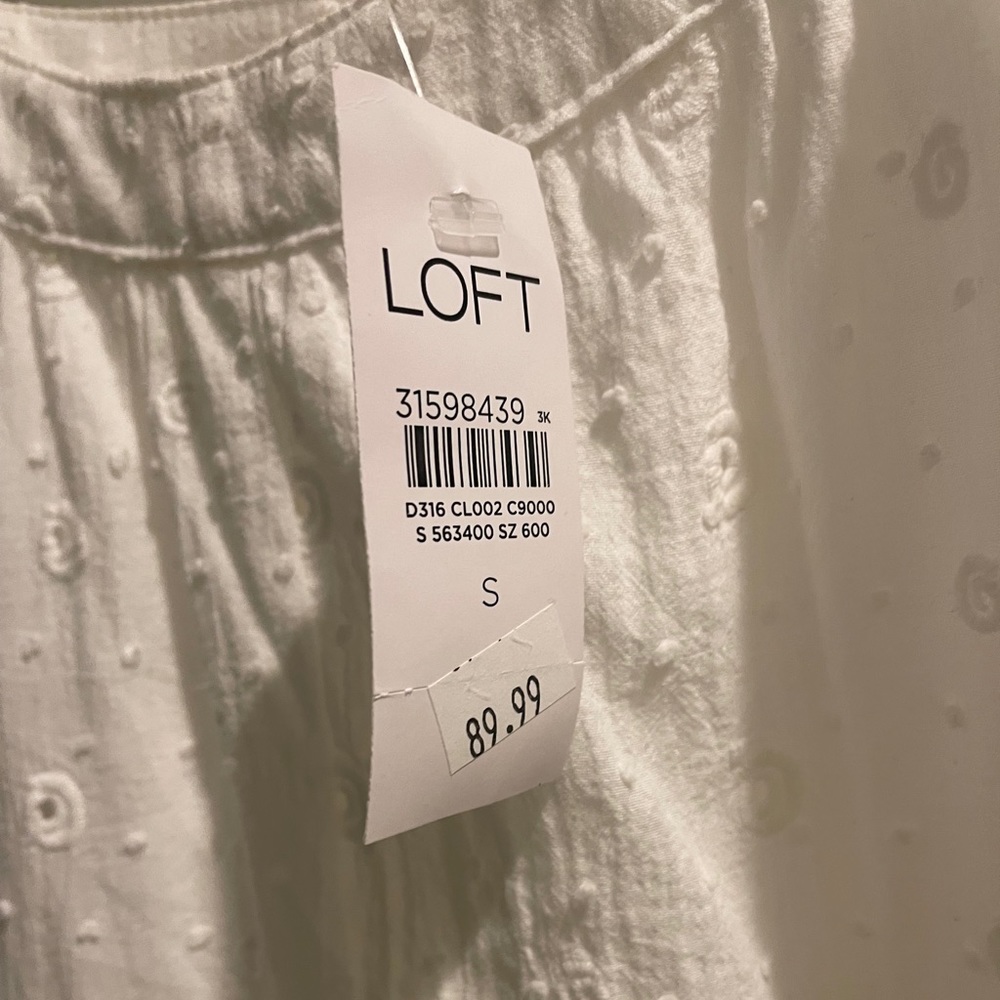 LOFT
31598439 3K
D316 CL002 C9000
S 563400 SZ 600
S
89.99